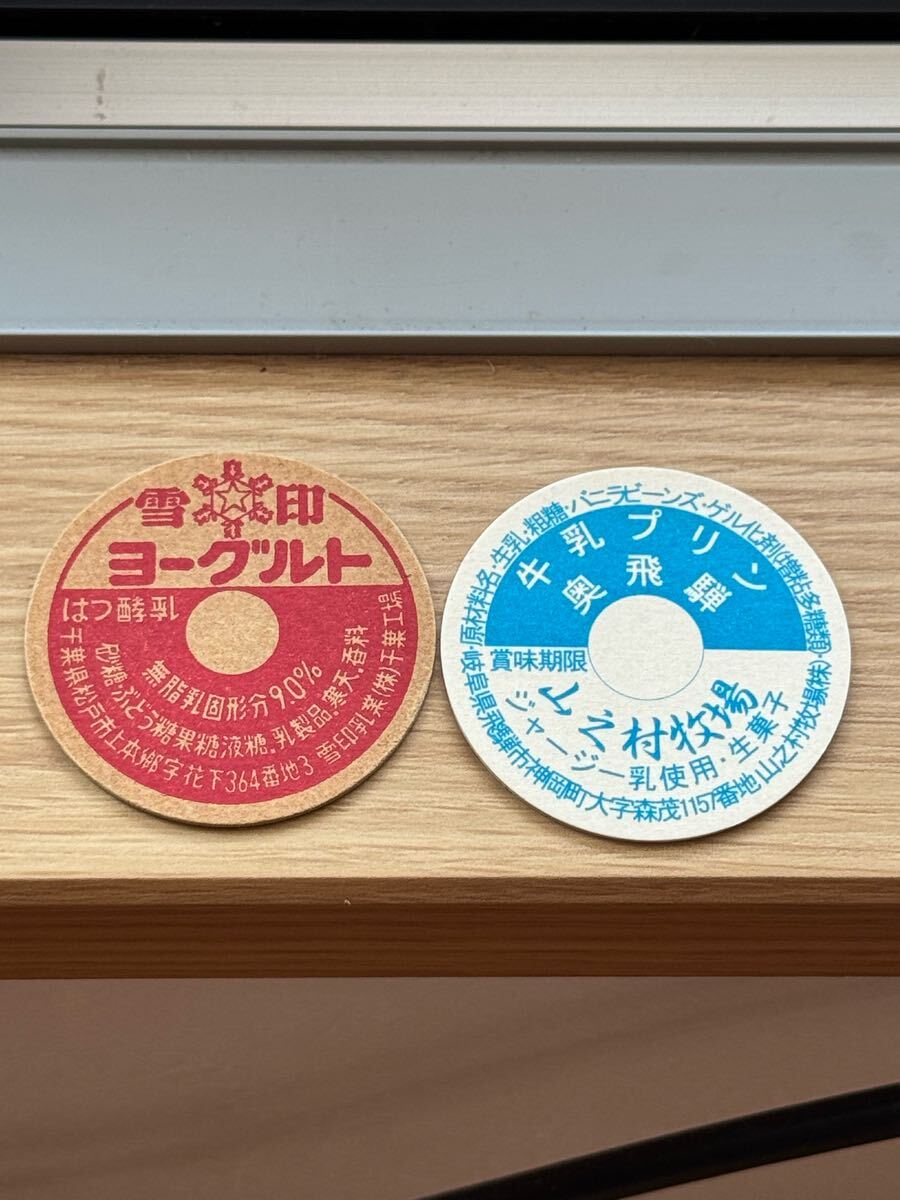 雪印
ヨーグルト
はつ酵乳
無脂乳固形分9.0%
砂糖.ぶどう糖果糖液糖.乳製品.寒天.香料
千葉県松戸市上本郷字花下364番地3 雪印乳業(株)千葉工場
原材料名・生乳・粗糖・バニラビーンズ・ゲル化剤(増粘多糖類)
牛乳プリン
奥飛騨
賞味期限
山之村牧場
ジャージー乳使用・生菓子
岐阜県飛騨市神岡町大字森茂1157番地 山之村牧場(株)